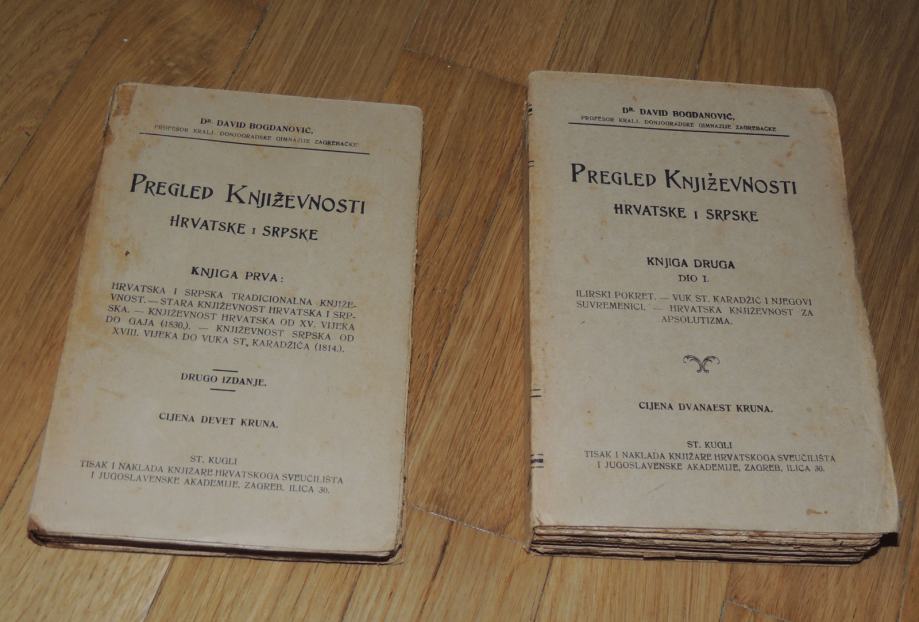 Dr. DAVID BOGDANOVIĆ,
PROFESOR KRALJ. DONJOGRADSKE GIMNAZIJE ZAGREBAČKE
PREGLED KNJIŽEVNOSTI
HRVATSKE I SRPSKE
KNJIGA PRVA:
HRVATSKA I SRPSKA TRADICIONALNA KNJIŽE-
VNOST. — STARA KNJIŽEVNOST HRVATSKA I SRP-
SKA. — KNJIŽEVNOST HRVATSKA OD XV. VIJEKA
DO GAJA (1830.). — KNJIŽEVNOST SRPSKA OD
XVIII. VIJEKA DO VUKA ST. KARADŽIĆA (1814.).
DRUGO IZDANJE.
CIJENA DEVET KRUNA.
ST. KUGLI
TISAK I NAKLADA KNJIŽARE HRVATSKOGA SVEUČILIŠTA
I JUGOSLAVENSKE AKADEMIJE, ZAGREB, ILICA 30.
Dr. DAVID BOGDANOVIĆ,
PROFESOR KRALJ. DONJOGRADSKE GIMNAZIJE ZAGREBAČKE
PREGLED KNJIŽEVNOSTI
HRVATSKE I SRPSKE
KNJIGA DRUGA
DIO I.
ILIRSKI POKRET. — VUK ST. KARADŽIĆ I NJEGOVI
SUVREMENICI. — HRVATSKA KNJIŽEVNOST ZA
APSOLUTIZMA.
CIJENA DVANAEST KRUNA.
ST. KUGLI
TISAK I NAKLADA KNJIŽARE HRVATSKOGA SVEUČILIŠTA
I JUGOSLAVENSKE AKADEMIJE, ZAGREB, ILICA 30.